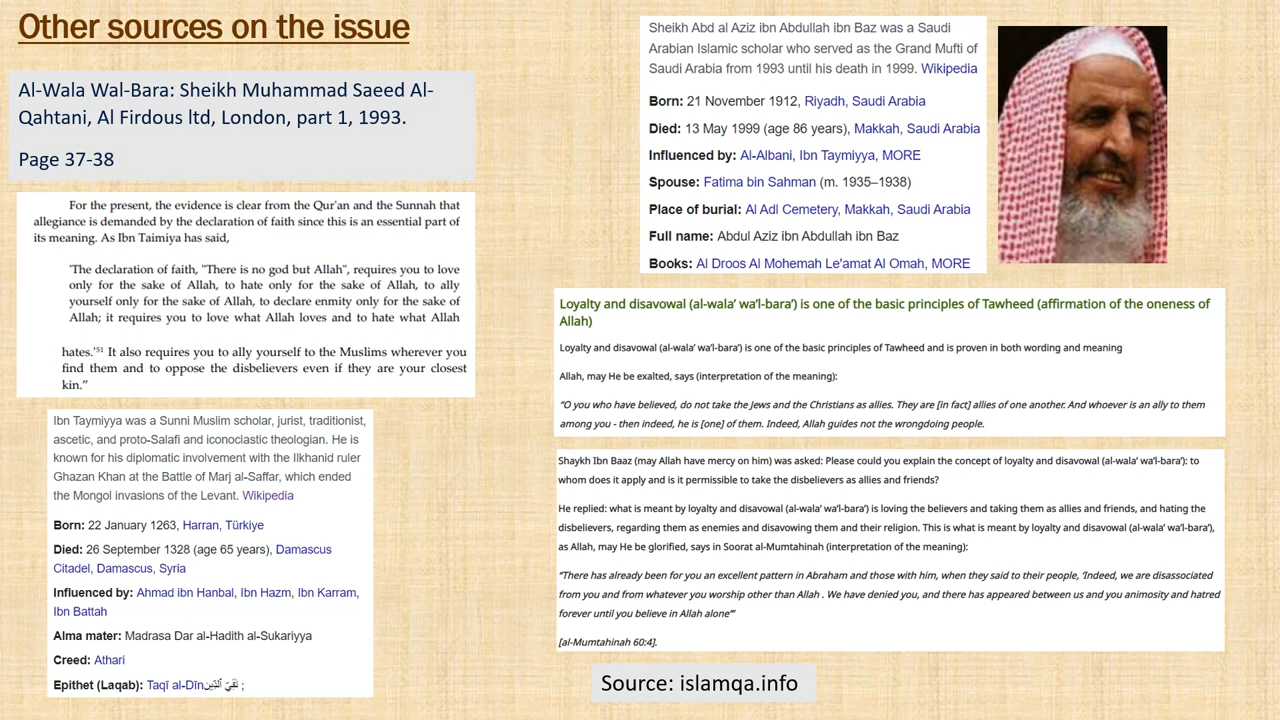 Other sources on the issue
Al-Wala Wal-Bara: Sheikh Muhammad Saeed Al-
Qahtani, Al Firdous ltd, London, part 1, 1993.
Page 37-38
For the present, the evidence is clear from the Qur'an and the Sunnah that
allegiance is demanded by the declaration of faith since this is an essential part of
its meaning. As Ibn Taimiya has said,
'The declaration of faith, "There is no god but Allah", requires you to love
only for the sake of Allah, to hate only for the sake of Allah, to ally
yourself only for the sake of Allah, to declare enmity only for the sake of
Allah; it requires you to love what Allah loves and to hate what Allah
hates.'⁵¹ It also requires you to ally yourself to the Muslims wherever you
find them and to oppose the disbelievers even if they are your closest
kin."
Ibn Taymiyya was a Sunni Muslim scholar, jurist, traditionist,
ascetic, and proto-Salafi and iconoclastic theologian. He is
known for his diplomatic involvement with the Ilkhanid ruler
Ghazan Khan at the Battle of Marj al-Saffar, which ended
the Mongol invasions of the Levant. Wikipedia
Born: 22 January 1263, Harran, Türkiye
Died: 26 September 1328 (age 65 years), Damascus
Citadel, Damascus, Syria
Influenced by: Ahmad ibn Hanbal, Ibn Hazm, Ibn Karram,
Ibn Battah
Alma mater: Madrasa Dar al-Hadith al-Sukariyya
Creed: Athari
Epithet (Laqab): Taqī al-Dīn تَقِيّ ٱلدِّين ;
Sheikh Abd al Aziz ibn Abdullah ibn Baz was a Saudi
Arabian Islamic scholar who served as the Grand Mufti of
Saudi Arabia from 1993 until his death in 1999. Wikipedia
Born: 21 November 1912, Riyadh, Saudi Arabia
Died: 13 May 1999 (age 86 years), Makkah, Saudi Arabia
Influenced by: Al-Albani, Ibn Taymiyya, MORE
Spouse: Fatima bin Sahman (m. 1935–1938)
Place of burial: Al Adl Cemetery, Makkah, Saudi Arabia
Full name: Abdul Aziz ibn Abdullah ibn Baz
Books: Al Droos Al Mohemah Le'amat Al Omah, MORE
Loyalty and disavowal (al-wala' wa'l-bara') is one of the basic principles of Tawheed (affirmation of the oneness of
Allah)
Loyalty and disavowal (al-wala' wa'l-bara') is one of the basic principles of Tawheed and is proven in both wording and meaning
Allah, may He be exalted, says (interpretation of the meaning):
"O you who have believed, do not take the Jews and the Christians as allies. They are [in fact] allies of one another. And whoever is an ally to them
among you - then indeed, he is [one] of them. Indeed, Allah guides not the wrongdoing people.
Shaykh Ibn Baaz (may Allah have mercy on him) was asked: Please could you explain the concept of loyalty and disavowal (al-wala' wa'l-bara'): to
whom does it apply and is it permissible to take the disbelievers as allies and friends?
He replied: what is meant by loyalty and disavowal (al-wala' wa'l-bara') is loving the believers and taking them as allies and friends, and hating the
disbelievers, regarding them as enemies and disavowing them and their religion. This is what is meant by loyalty and disavowal (al-wala' wa'l-bara'),
as Allah, may He be glorified, says in Soorat al-Mumtahinah (interpretation of the meaning):
"There has already been for you an excellent pattern in Abraham and those with him, when they said to their people, 'Indeed, we are disassociated
from you and from whatever you worship other than Allah . We have denied you, and there has appeared between us and you animosity and hatred
forever until you believe in Allah alone'"
[al-Mumtahinah 60:4].
Source: islamqa.info